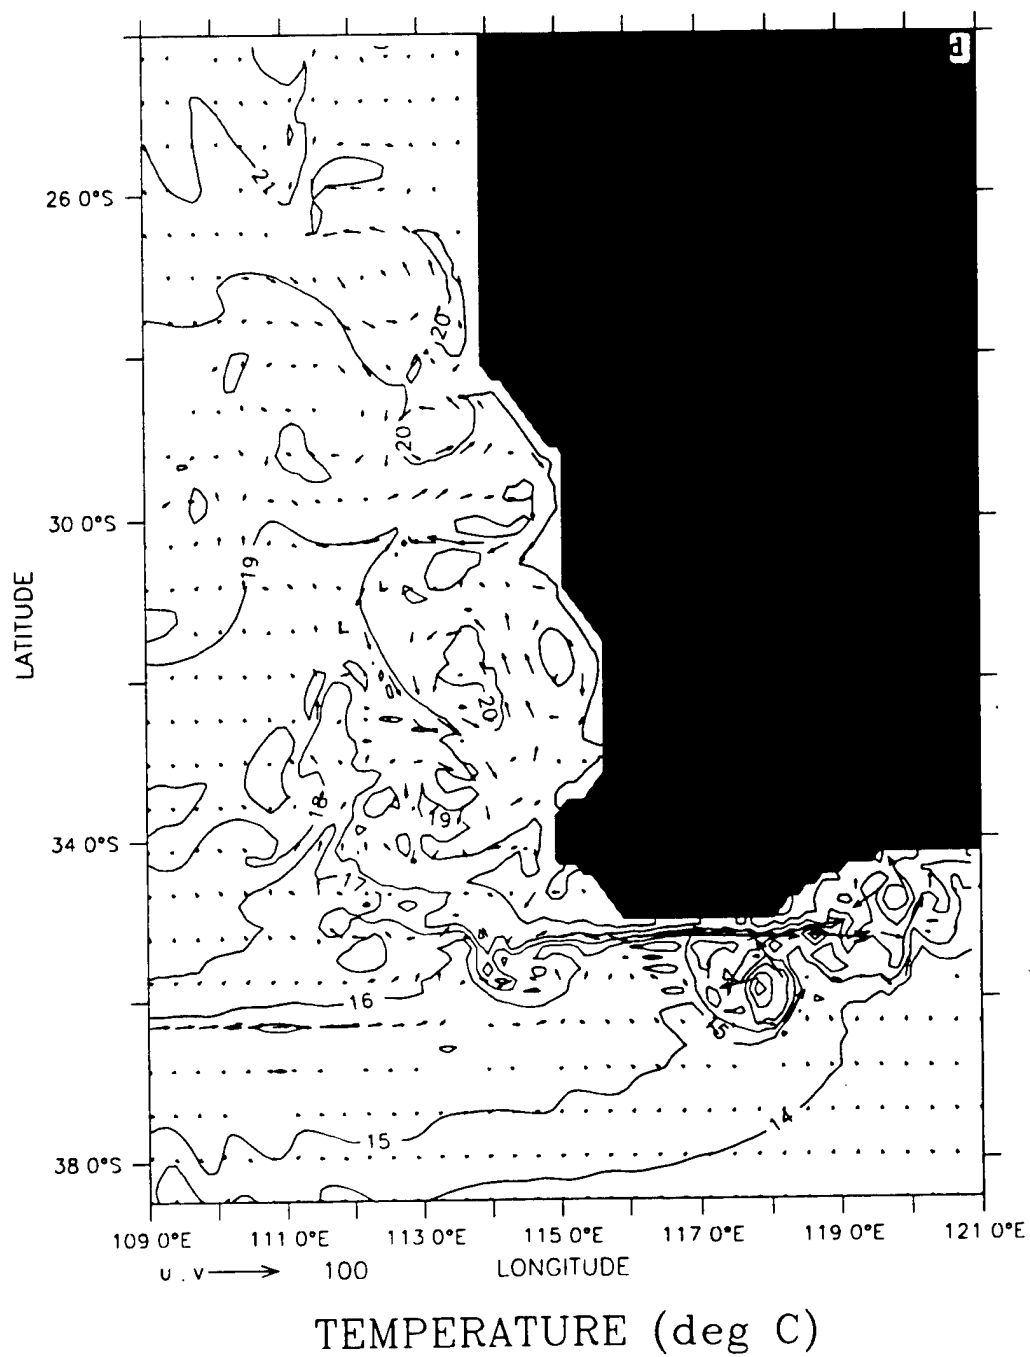 d
21
26 0°S
20
20
30 0°S
19
LATITUDE
20
18
19
34 0°S
17
16
15
15
14
38 0°S
109 0°E 111 0°E 113 0°E 115 0°E 117 0°E 119 0°E 121 0°E
u , v 100 LONGITUDE
TEMPERATURE (deg C)